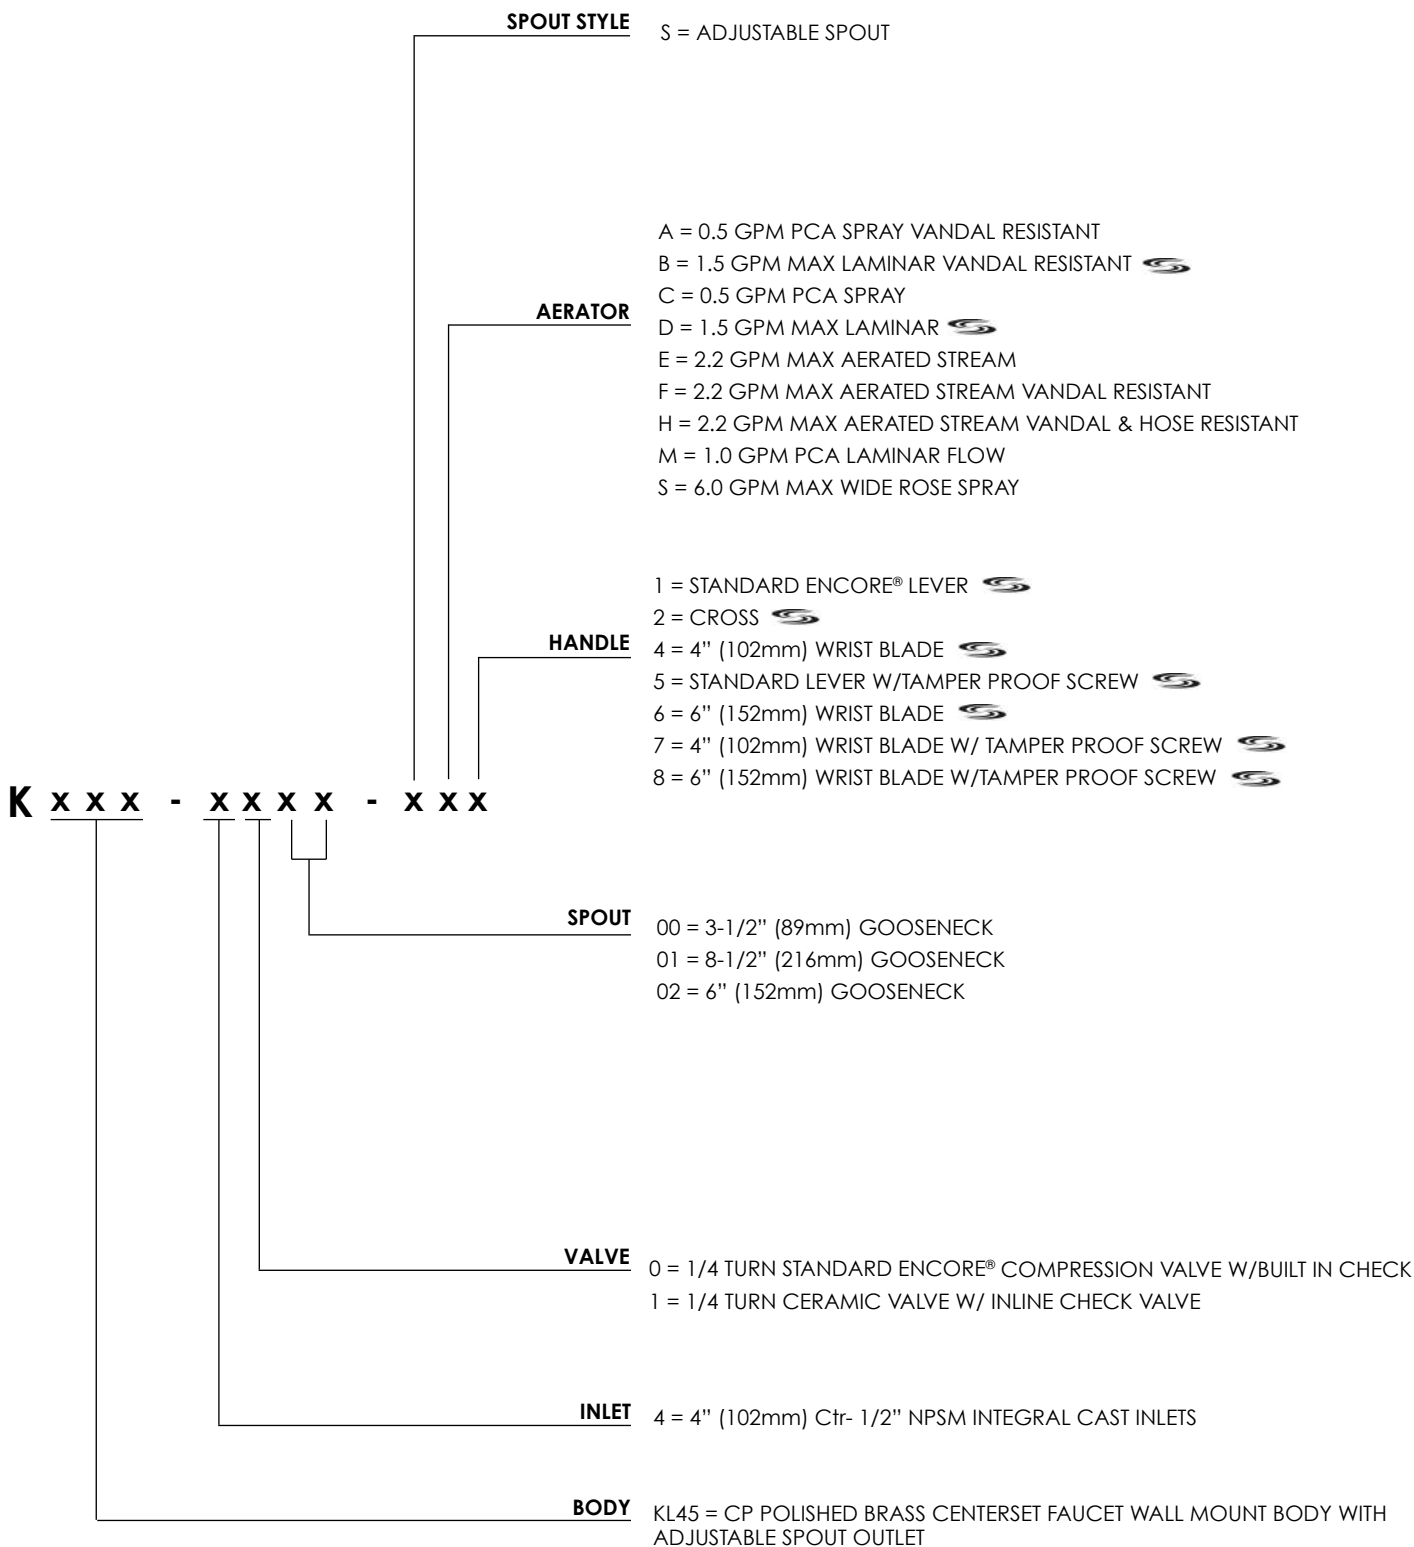 SPOUT STYLE
S = ADJUSTABLE SPOUT
AERATOR
A = 0.5 GPM PCA SPRAY VANDAL RESISTANT
B = 1.5 GPM MAX LAMINAR VANDAL RESISTANT
C = 0.5 GPM PCA SPRAY
D = 1.5 GPM MAX LAMINAR
E = 2.2 GPM MAX AERATED STREAM
F = 2.2 GPM MAX AERATED STREAM VANDAL RESISTANT
H = 2.2 GPM MAX AERATED STREAM VANDAL & HOSE RESISTANT
M = 1.0 GPM PCA LAMINAR FLOW
S = 6.0 GPM MAX WIDE ROSE SPRAY
HANDLE
1 = STANDARD ENCORE® LEVER
2 = CROSS
4 = 4” (102mm) WRIST BLADE
5 = STANDARD LEVER W/TAMPER PROOF SCREW
6 = 6” (152mm) WRIST BLADE
7 = 4” (102mm) WRIST BLADE W/ TAMPER PROOF SCREW
8 = 6” (152mm) WRIST BLADE W/TAMPER PROOF SCREW
K x x x - x x x x - x x x
SPOUT
00 = 3-1/2” (89mm) GOOSENECK
01 = 8-1/2” (216mm) GOOSENECK
02 = 6” (152mm) GOOSENECK
VALVE
0 = 1/4 TURN STANDARD ENCORE® COMPRESSION VALVE W/BUILT IN CHECK
1 = 1/4 TURN CERAMIC VALVE W/ INLINE CHECK VALVE
INLET
4 = 4” (102mm) Ctr- 1/2” NPSM INTEGRAL CAST INLETS
BODY
KL45 = CP POLISHED BRASS CENTERSET FAUCET WALL MOUNT BODY WITH
ADJUSTABLE SPOUT OUTLET